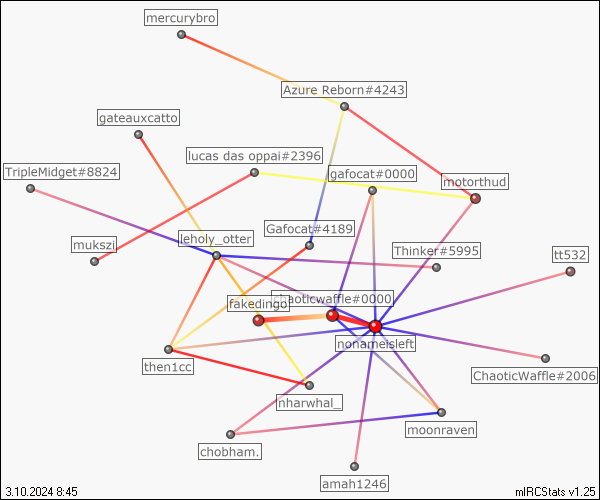 mercurybro
Azure Reborn#4243
gateauxcatto
lucas das oppai#2396
TripleMidget#8824
gafocat#0000
motorthud
Gafocat#4189
leholy_otter
mukszi
Thinker#5995
tt532
chaoticwaffle#0000
fakedingo
nonameisleft
then1cc
ChaoticWaffle#2006
nharwhal_
moonraven
chobham.
amah1246
3.10.2024 8:45
mIRCStats v1.25